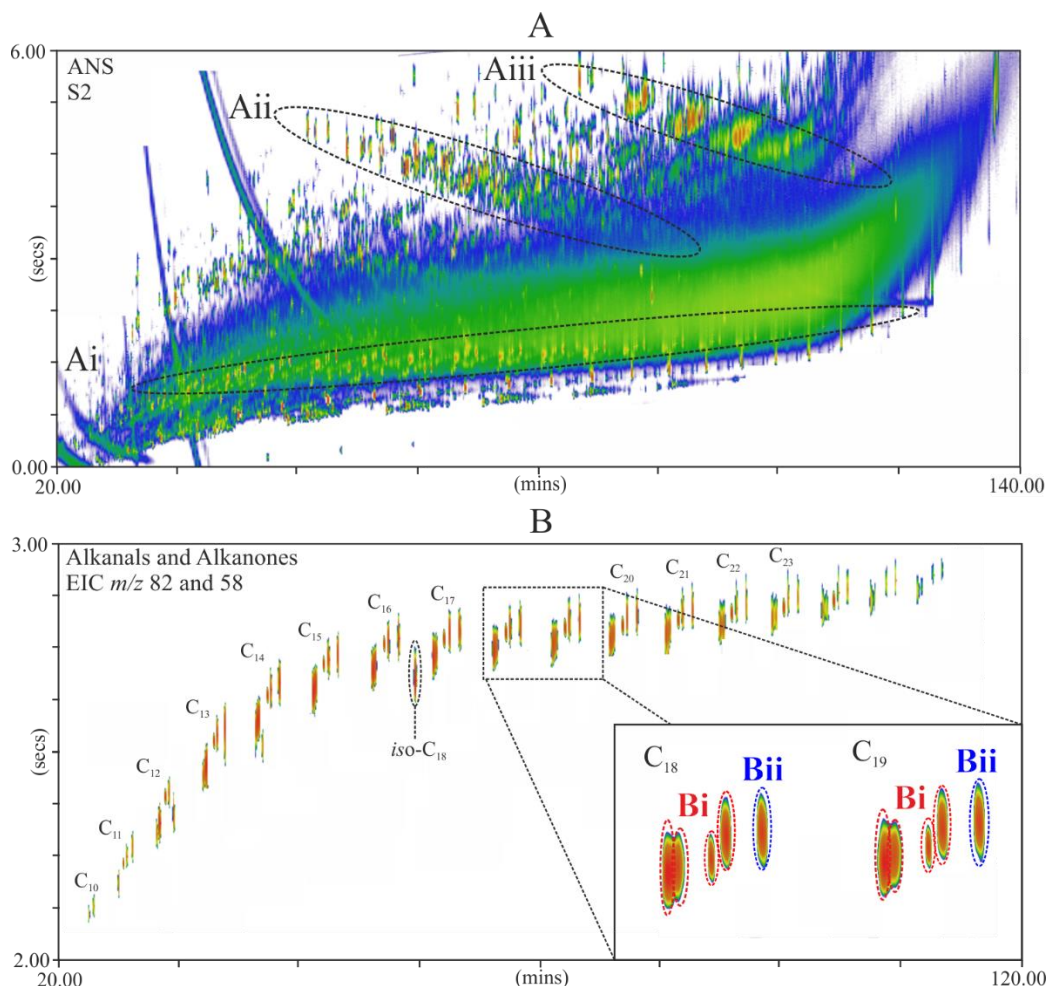 A
6.00
ANS
S2
Aii
Aiii
(secs)
Ai
0.00
20.00
(mins)
140.00
B
3.00
Alkanals and Alkanones
EIC m/z 82 and 58
C10
C11
C12
C13
C14
C15
C16
C17
C20
C21
C22
C23
iso-C18
(secs)
C18
Bi
Bii
C19
Bi
Bii
2.00
20.00
(mins)
120.00